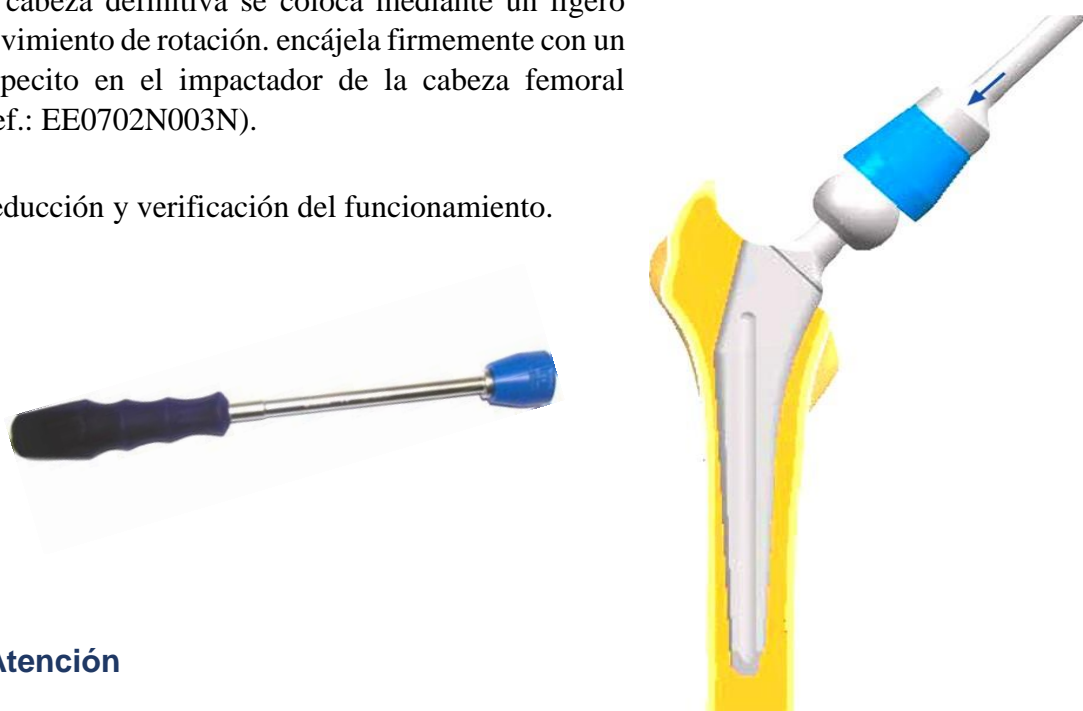 cabeza definitiva se coloca mediante un ligero
vimiento de rotación. encájela firmemente con un
pecito en el impactador de la cabeza femoral
ef.: EE0702N003N).
educción y verificación del funcionamiento.
Atención